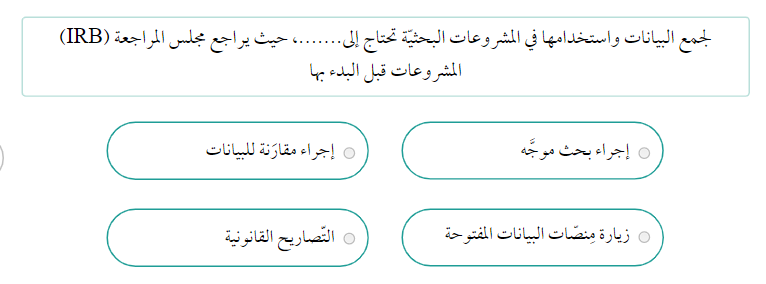 لجمع البيانات واستخدامها في المشروعات البحثيّة تحتاج إلى.......، حيث يراجع مجلس المراجعة (IRB)
المشروعات قبل البدء بها
إجراء بحث موجَّه
إجراء مقارَنة للبيانات
زيارة مِنصّات البيانات المفتوحة
التّصاريح القانونية